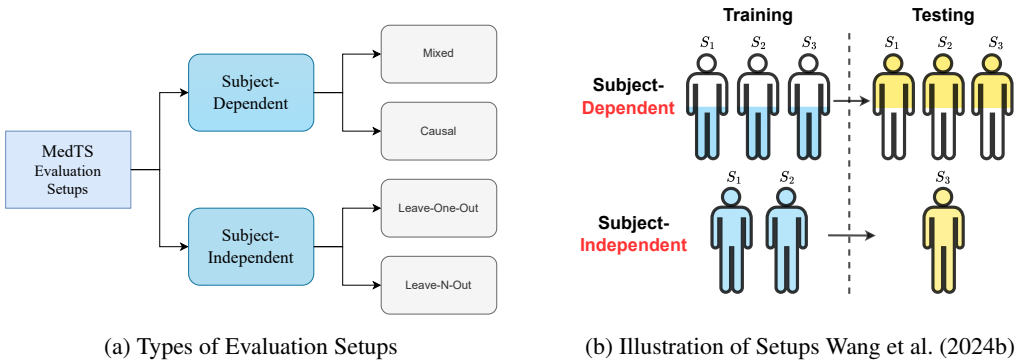 MedTS
Evaluation
Setups
Subject-
Dependent
Subject-
Independent
Mixed
Causal
Leave-One-Out
Leave-N-Out
(a) Types of Evaluation Setups
Training
Testing
S1
S2
S3
S1
S2
S3
Subject-
Dependent
S1
S2
S3
Subject-
Independent
(b) Illustration of Setups Wang et al. (2024b)